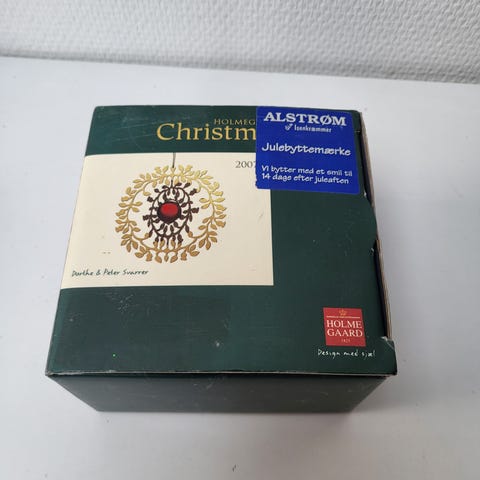 HOLMEG
Christm
2007
ALSTRØM
Isenkræmmer
Julebyttemærke
Vi bytter med et smil til
14 dage efter juleaften
Dorthe & Peter Svarrer
HOLME
GAARD
1825
Design med sjæl